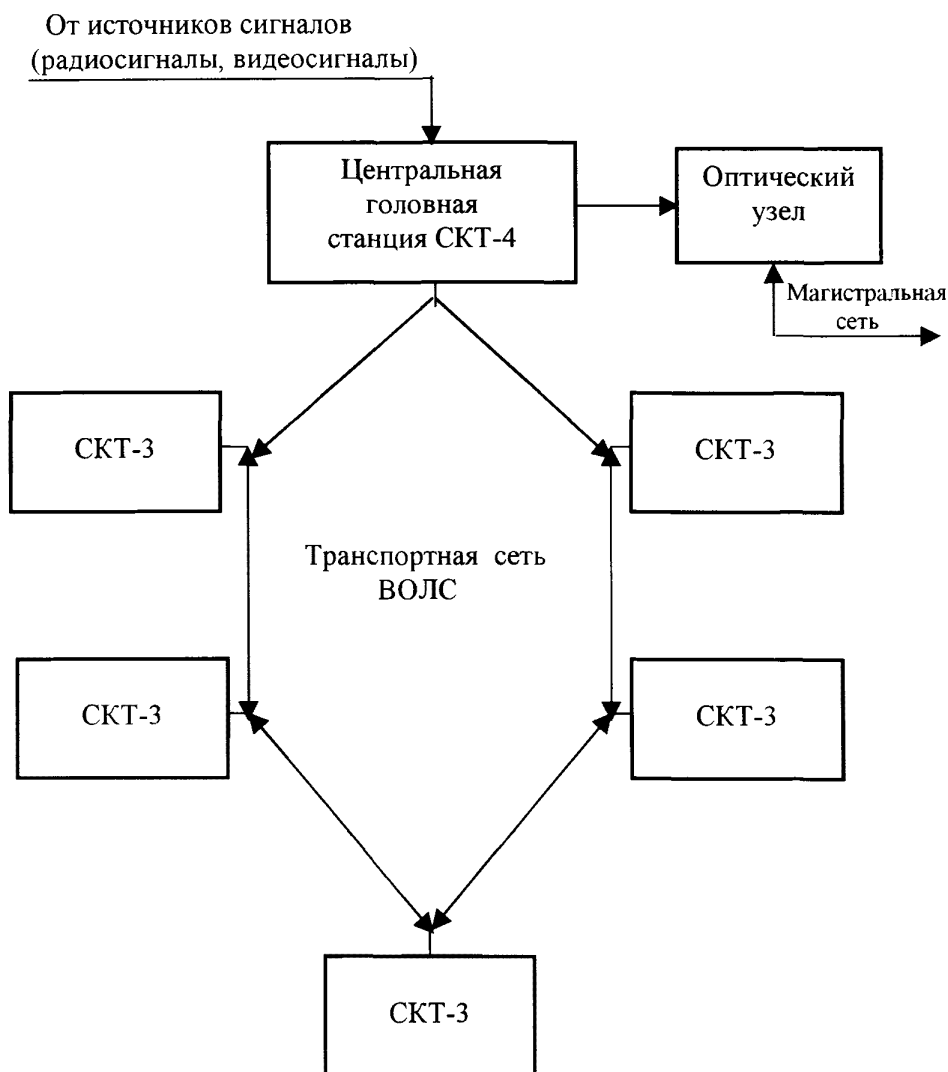 От источников сигналов
(радиосигналы, видеосигналы)
Центральная
головная
станция СКТ-4
Оптический
узел
Магистральная
сеть
СКТ-3
СКТ-3
Транспортная сеть
ВОЛС
СКТ-3
СКТ-3
СКТ-3